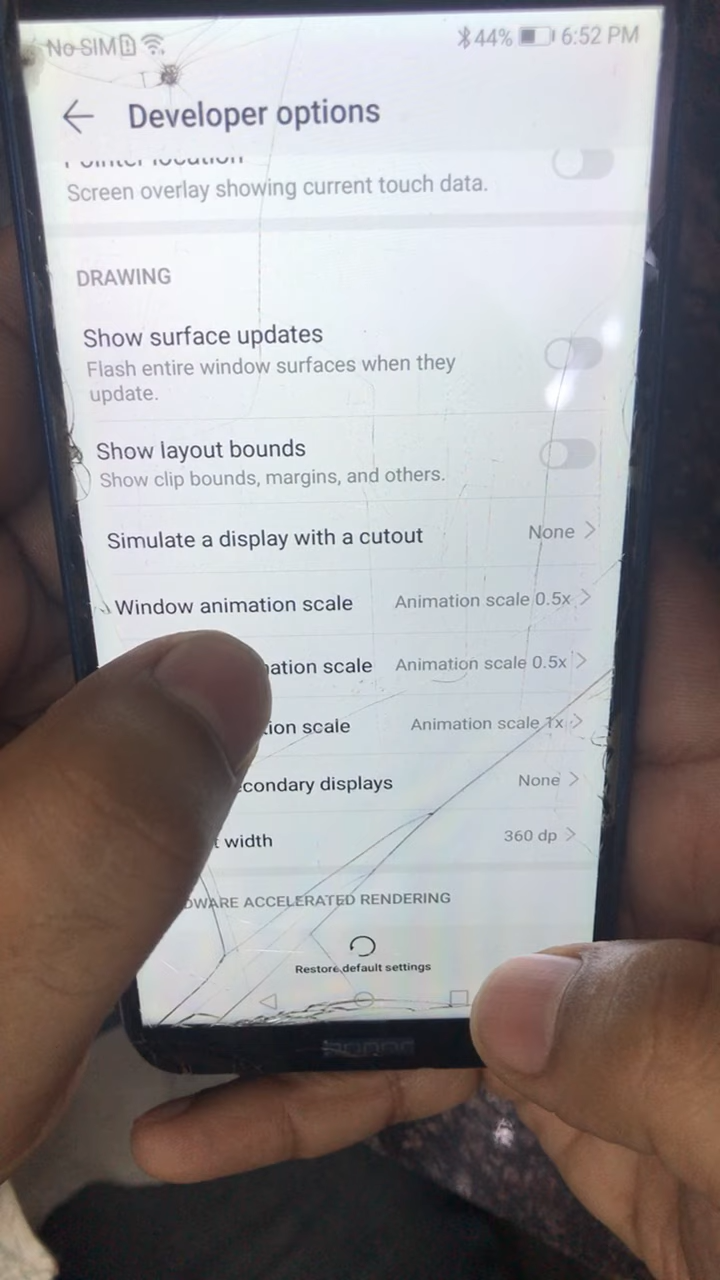 No SIM 44% 6:52 PM
Developer options
Pointer location
Screen overlay showing current touch data.
DRAWING
Show surface updates
Flash entire window surfaces when they
update.
Show layout bounds
Show clip bounds, margins, and others.
Simulate a display with a cutout None
Window animation scale Animation scale 0.5x
ation scale Animation scale 0.5x
ion scale Animation scale 1x
condary displays None
t width 360 dp
WARE ACCELERATED RENDERING
Restore default settings
honor